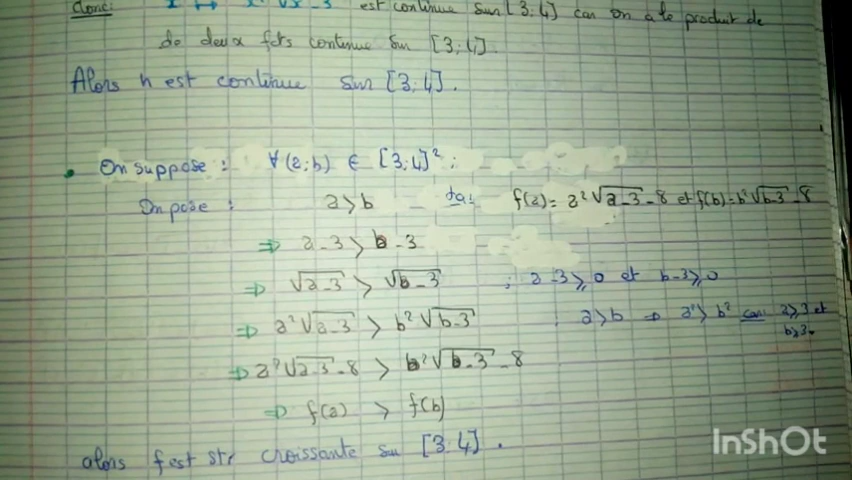 donc: x ↦ x² √x-3 est continue sur [3;4] car on a le produit de
de deux fcts continue sur [3;4]
Alors h est continue sur [3;4].
• On suppose : ∀(a;b) ∈ [3;4]² ;
On pose : a>b f(a)= a²√a-3 -8 et f(b)=b²√b-3 -8
⇒ a-3 > b-3
⇒ √a-3 > √b-3 ; a-3⩾0 et b-3⩾0
⇒ a²√a-3 > b²√b-3 ; a>b ⇒ a²>b² car: a⩾3 et
b⩾3.
⇒ a²√a-3 -8 > b²√b-3 -8
⇒ f(a) > f(b)
alors f est str croissante sur [3;4].
InShOt